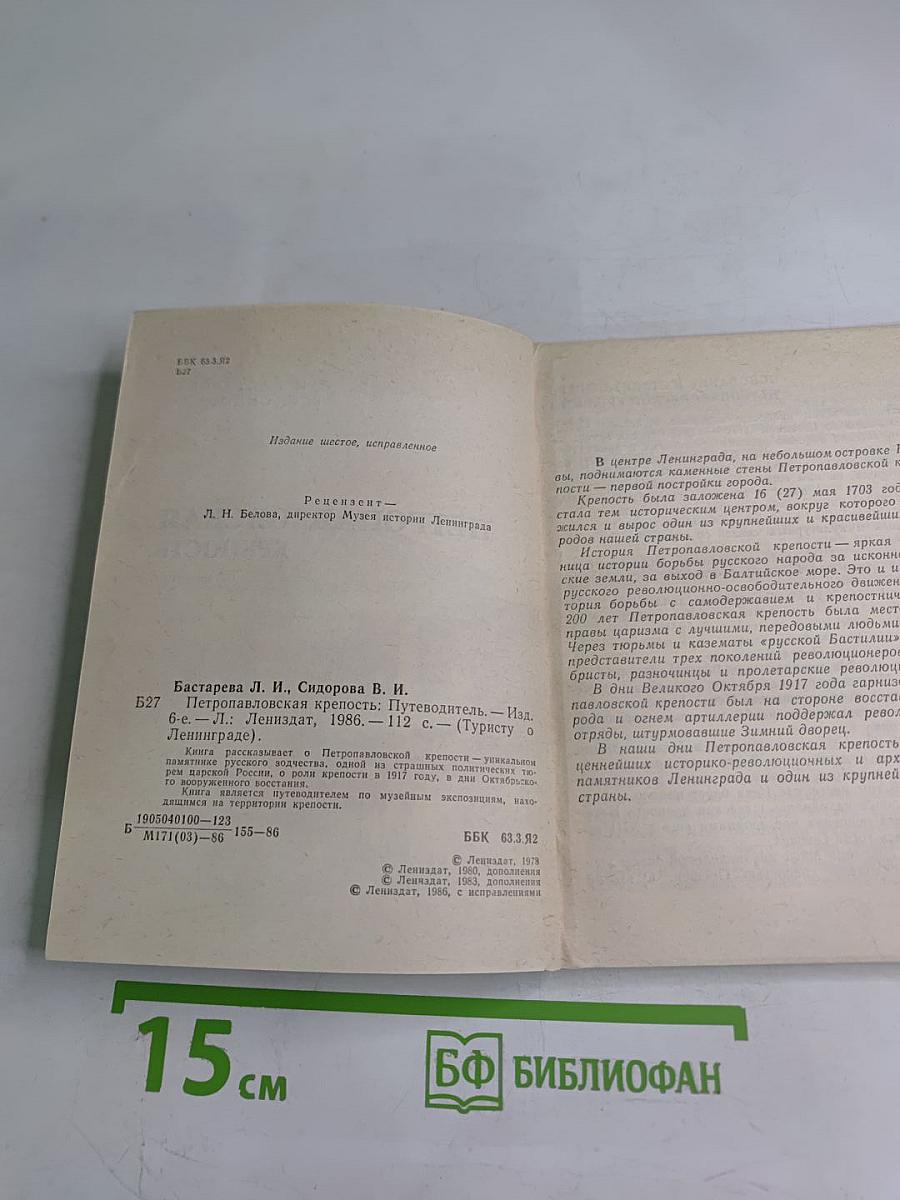 ББК 63.3.Я2
Б27
Издание шестое, исправленное
Рецензент —
Л. Н. Белова, директор Музея истории Ленинграда
Бастарева Л. И., Сидорова В. И.
Б27 Петропавловская крепость: Путеводитель. — Изд.
6-е. — Л.: Лениздат, 1986. — 112 с. — (Туристу о
Ленинграде).
Книга рассказывает о Петропавловской крепости — уникальном
памятнике русского зодчества, одной из страшных политических тю-
рем царской России, о роли крепости в 1917 году, в дни Октябрьско-
го вооруженного восстания.
Книга является путеводителем по музейным экспозициям, нахо-
дящимся на территории крепости.
Б 1905040100—123
М171(03)—86 155—86
ББК 63.3.Я2
© Лениздат, 1978
© Лениздат, 1980, дополнения
© Лениздат, 1983, дополнения
© Лениздат, 1986, с исправлениями
В центре Ленинграда, на небольшом островке
вы, поднимаются каменные стены Петропавловской к
пости — первой постройки города.
Крепость была заложена 16 (27) мая 1703 год
стала тем историческим центром, вокруг которого
жился и вырос один из крупнейших и красивейши
родов нашей страны.
История Петропавловской крепости — яркая
ница истории борьбы русского народа за исконн
ские земли, за выход в Балтийское море. Это и и
русского революционно-освободительного движен
тория борьбы с самодержавием и крепостнич
200 лет Петропавловская крепость была мест
правы царизма с лучшими, передовыми людьми
Через тюрьмы и казематы «русской Бастилии»
представители трех поколений революционеров
бристы, разночинцы и пролетарские революц
В дни Великого Октября 1917 года гарниз
павловской крепости был на стороне восста
рода и огнем артиллерии поддержал рево
отряды, штурмовавшие Зимний дворец.
В наши дни Петропавловская крепость
ценнейших историко-революционных и арх
памятников Ленинграда и один из крупней
страны.
15 см
БФ БИБЛИОФАН